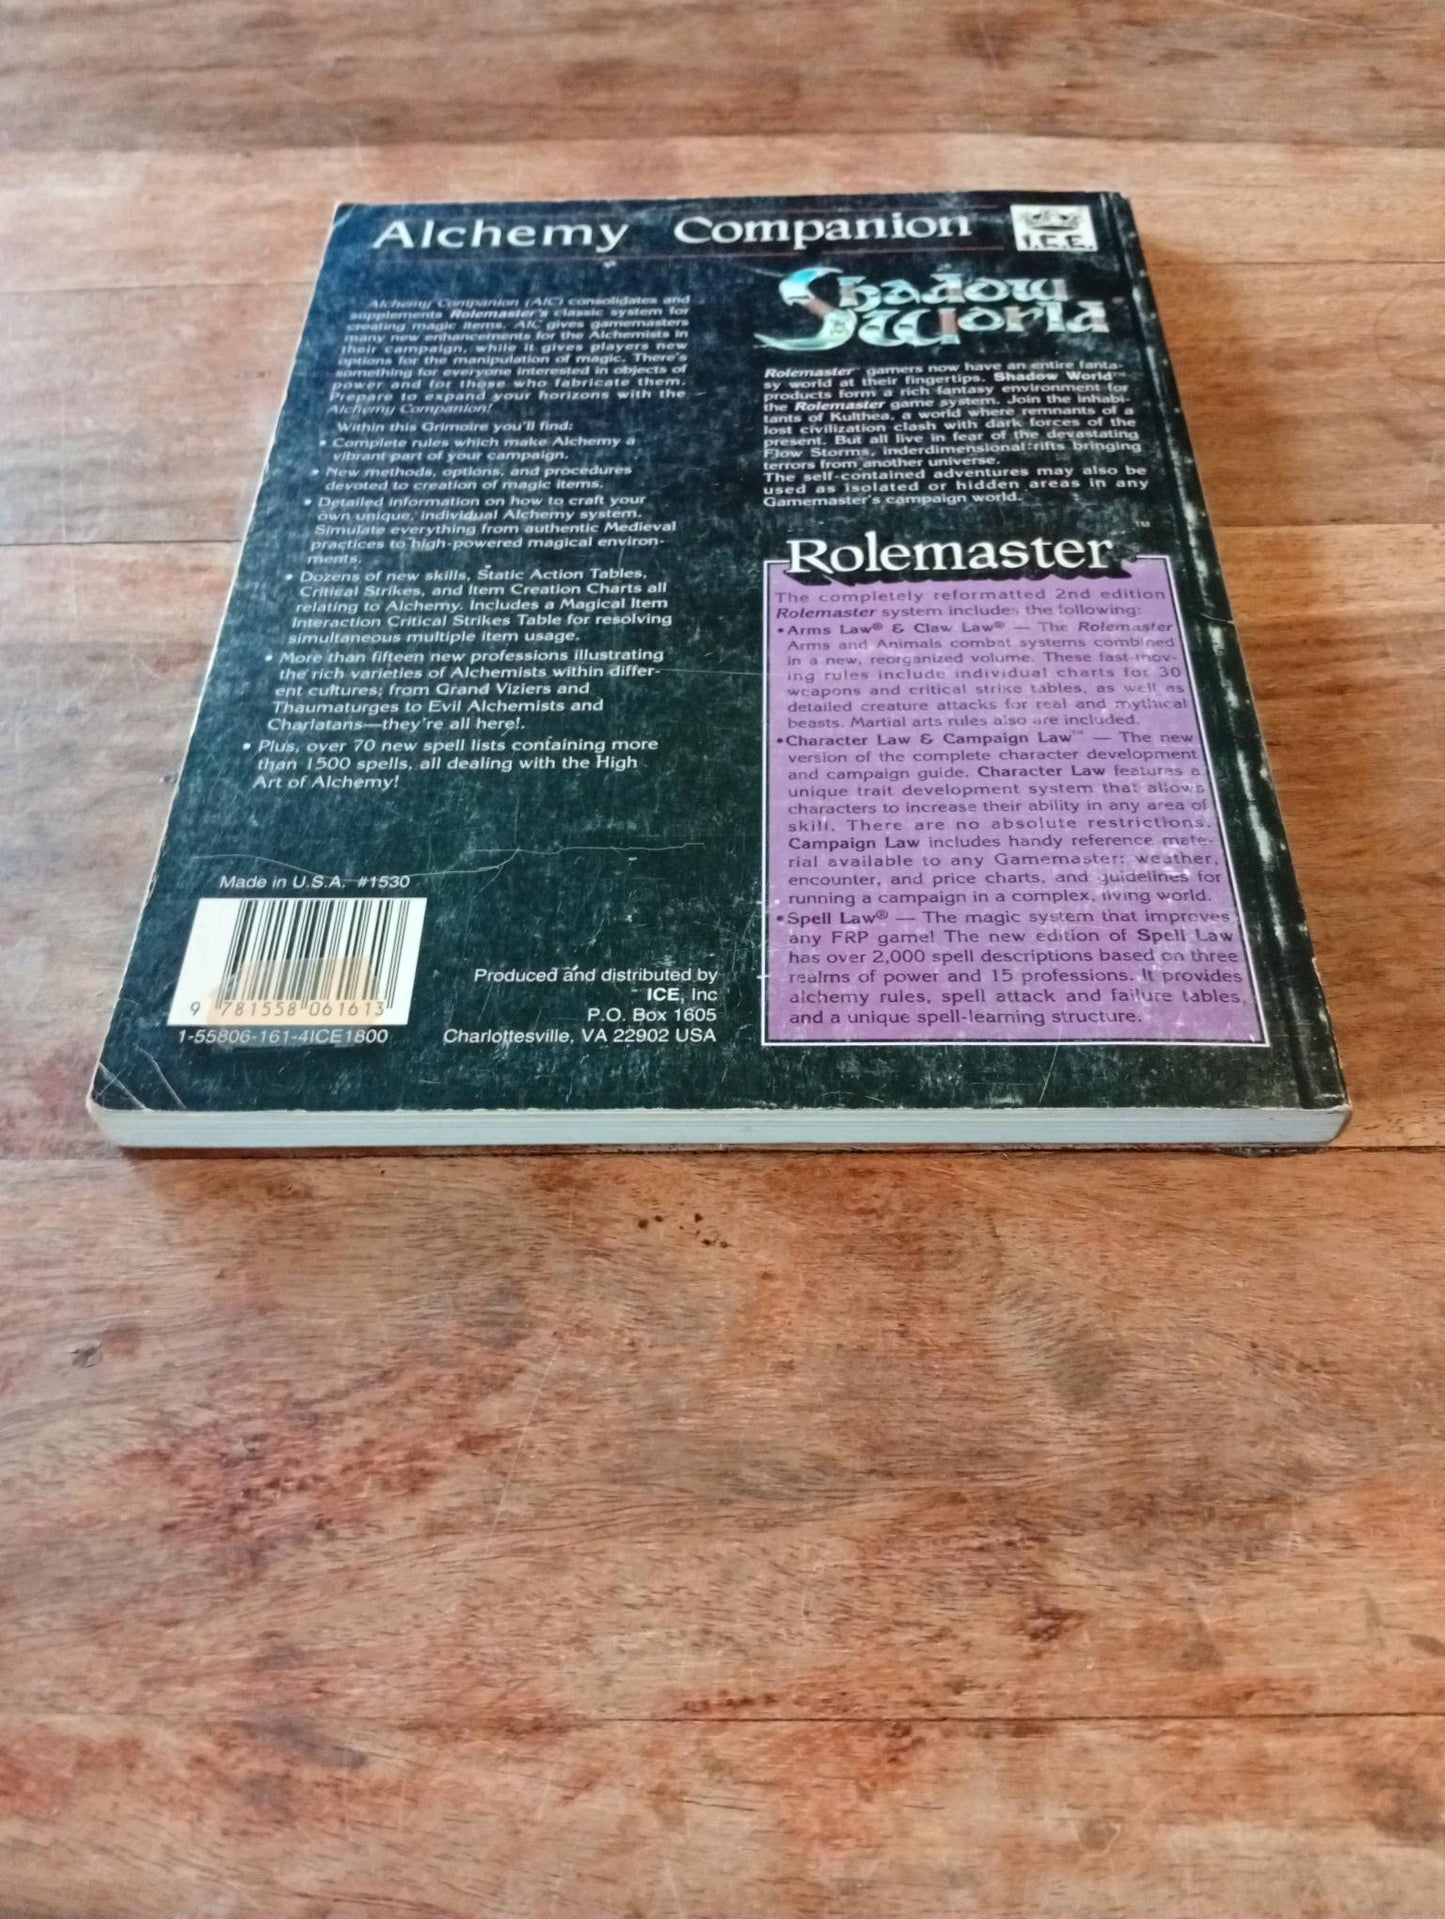 Alchemy Companion
I.C.E.
Alchemy Companion (AlC) consolidates and
supplements Rolemaster's classic system for
creating magic items. AlC gives gamemasters
many new enhancements for the Alchemists in
their campaign, while it gives players new
options for the manipulation of magic. There's
something for everyone interested in objects of
power and for those who fabricate them.
Prepare to expand your horizons with the
Alchemy Companion!
Within this Grimoire you'll find:
• Complete rules which make Alchemy a
vibrant part of your campaign.
• New methods, options, and procedures
devoted to creation of magic items.
• Detailed information on how to craft your
own unique, individual Alchemy system.
Simulate everything from authentic Medieval
practices to high-powered magical environ-
ments.
• Dozens of new skills, Static Action Tables,
Critical Strikes, and Item Creation Charts all
relating to Alchemy. Includes a Magical Item
Interaction Critical Strikes Table for resolving
simultaneous multiple item usage.
• More than fifteen new professions illustrating
the rich varieties of Alchemists within differ-
ent cultures; from Grand Viziers and
Thaumaturges to Evil Alchemists and
Charlatans—they're all here!.
• Plus, over 70 new spell lists containing more
than 1500 spells, all dealing with the High
Art of Alchemy!
Made in U.S.A. #1530
9 781558 061613
1-55806-161-4ICE1800
Produced and distributed by
ICE, Inc
P.O. Box 1605
Charlottesville, VA 22902 USA
Shadow
World
Rolemaster gamers now have an entire fanta-
sy world at their fingertips. Shadow World™
products form a rich fantasy environment for
the Rolemaster game system. Join the inhabi-
tants of Kulthea, a world where remnants of a
lost civilization clash with dark forces of the
present. But all live in fear of the devastating
Flow Storms, inderdimensional rifts bringing
terrors from another universe.
The self-contained adventures may also be
used as isolated or hidden areas in any
Gamemaster's campaign world.
Rolemaster™
The completely reformatted 2nd edition
Rolemaster system includes the following:
•Arms Law® & Claw Law® — The Rolemaster
Arms and Animals combat systems combined
in a new, reorganized volume. These fast-mov-
ing rules include individual charts for 30
weapons and critical strike tables, as well as
detailed creature attacks for real and mythical
beasts. Martial arts rules also are included.
•Character Law & Campaign Law™ — The new
version of the complete character development
and campaign guide. Character Law features a
unique trait development system that allows
characters to increase their ability in any area of
skill. There are no absolute restrictions.
Campaign Law includes handy reference mate-
rial available to any Gamemaster: weather,
encounter, and price charts, and guidelines for
running a campaign in a complex, living world.
•Spell Law® — The magic system that improves
any FRP game! The new edition of Spell Law
has over 2,000 spell descriptions based on three
realms of power and 15 professions. It provides
alchemy rules, spell attack and failure tables,
and a unique spell-learning structure.